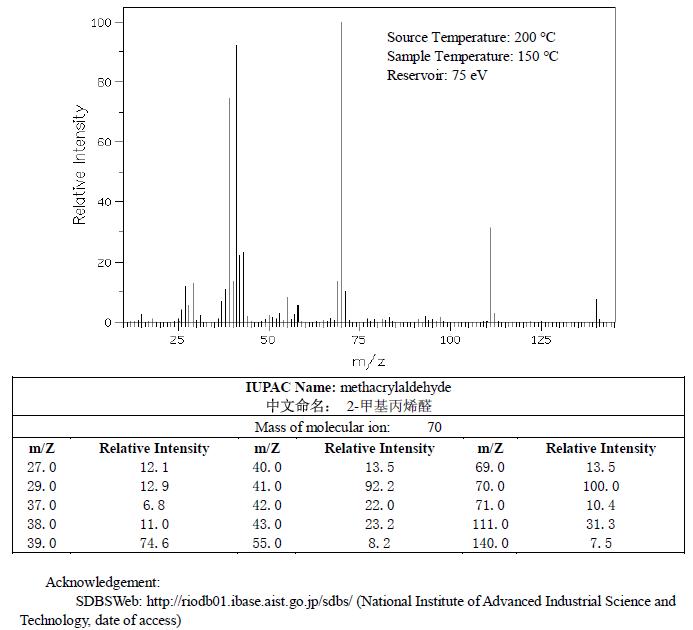 Source Temperature: 200 °C
Sample Temperature: 150 °C
Reservoir: 75 eV
Relative Intensity
100
80
60
40
20
0
25 50 75 100 125
m/z
IUPAC Name: methacrylaldehyde
中文命名: 2-甲基丙烯醛
Mass of molecular ion: 70
m/Z Relative Intensity m/Z Relative Intensity m/Z Relative Intensity
27.0 12.1 40.0 13.5 69.0 13.5
29.0 12.9 41.0 92.2 70.0 100.0
37.0 6.8 42.0 22.0 71.0 10.4
38.0 11.0 43.0 23.2 111.0 31.3
39.0 74.6 55.0 8.2 140.0 7.5
Acknowledgement:
SDBSWeb: http://riodb01.ibase.aist.go.jp/sdbs/ (National Institute of Advanced Industrial Science and
Technology, date of access)